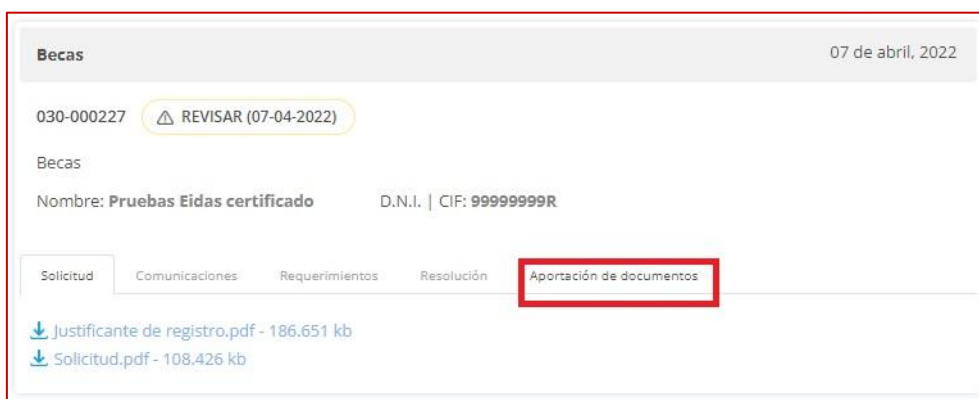 Becas 07 de abril, 2022
030-000227 REVISAR (07-04-2022)
Becas
Nombre: Pruebas Eidas certificado D.N.I. | CIF: 99999999R
Solicitud Comunicaciones Requerimientos Resolución Aportación de documentos
Justificante de registro.pdf - 186.651 kb
Solicitud.pdf - 108.426 kb